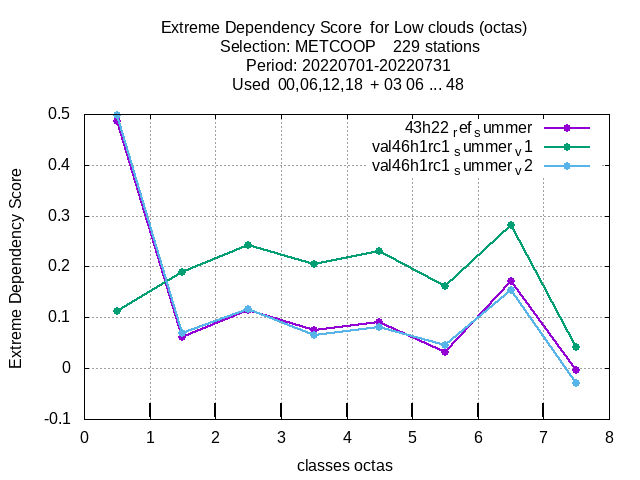 Extreme Dependency Score for Low clouds (octas)
Selection: METCOOP 229 stations
Period: 20220701-20220731
Used 00,06,12,18 + 03 06 ... 48
43h22 ref summer
val46h1rc1 summer v1
val46h1rc1 summer v2
Extreme Dependency Score
0.5
0.4
0.3
0.2
0.1
0
-0.1
0 1 2 3 4 5 6 7 8
classes octas